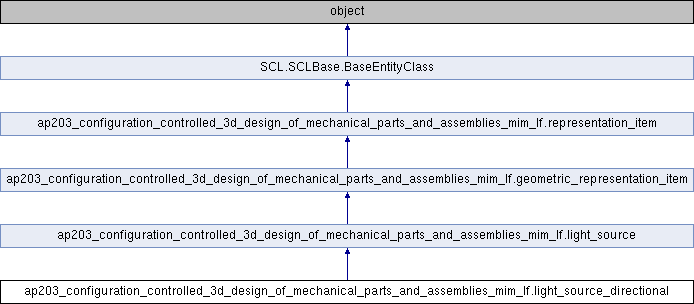 object
SCL.SCLBase.BaseEntityClass
ap203_configuration_controlled_3d_design_of_mechanical_parts_and_assemblies_mim_lf.representation_item
ap203_configuration_controlled_3d_design_of_mechanical_parts_and_assemblies_mim_lf.geometric_representation_item
ap203_configuration_controlled_3d_design_of_mechanical_parts_and_assemblies_mim_lf.light_source
ap203_configuration_controlled_3d_design_of_mechanical_parts_and_assemblies_mim_lf.light_source_directional